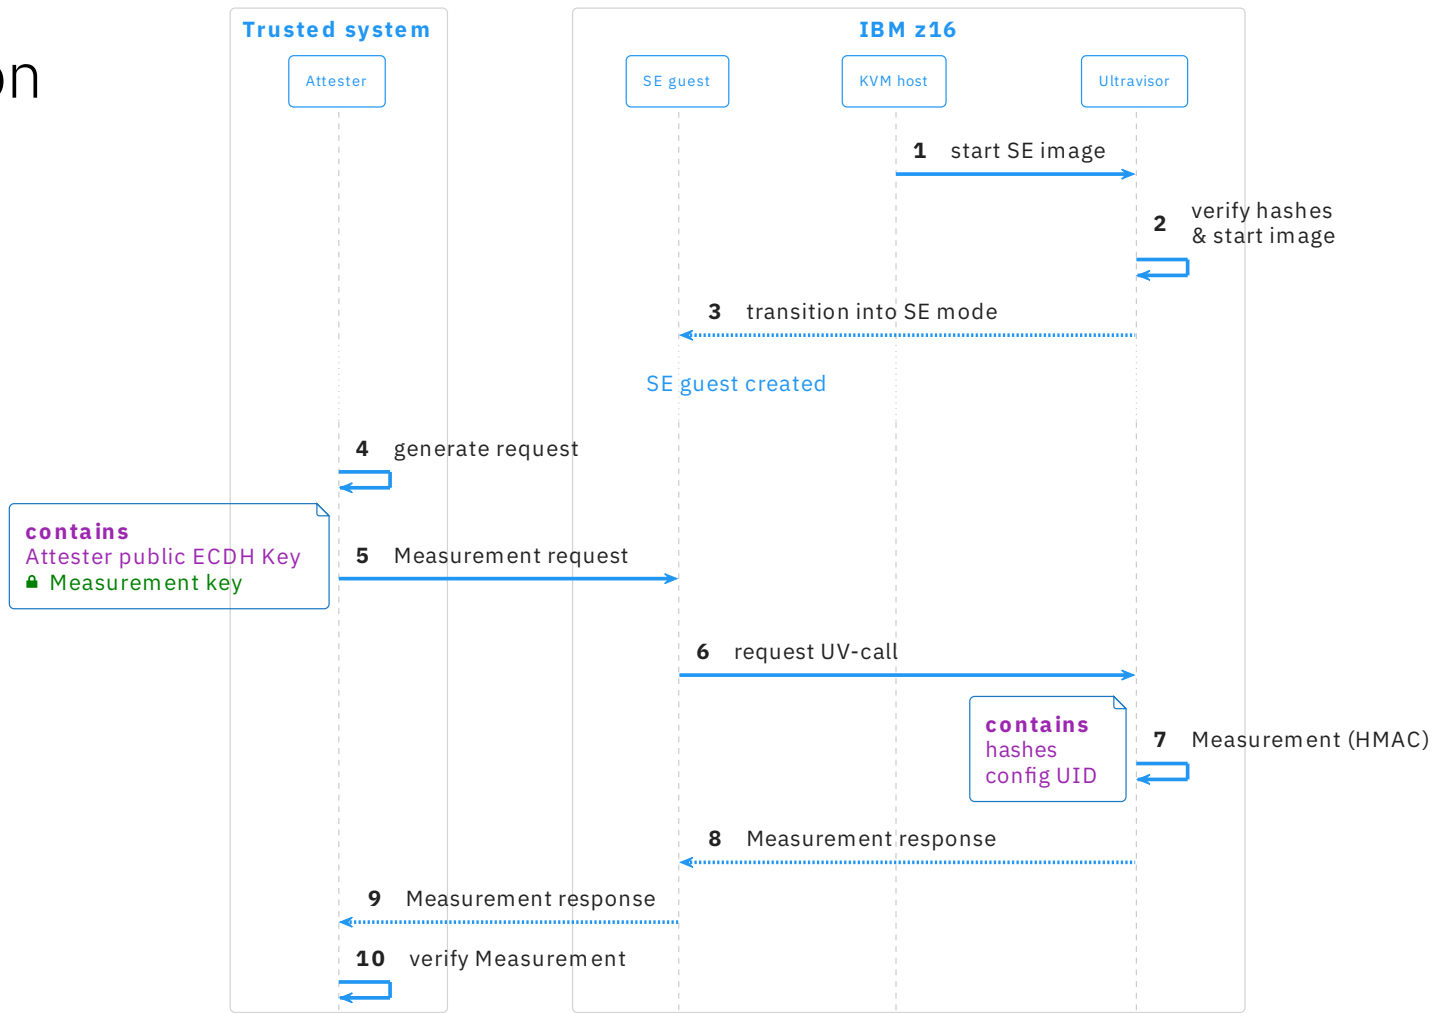 on
Trusted system
IBM z16
Attester
SE guest
KVM host
Ultravisor
1 start SE image
2 verify hashes
& start image
3 transition into SE mode
SE guest created
4 generate request
contains
Attester public ECDH Key
Measurement key
5 Measurement request
6 request UV-call
contains
hashes
config UID
7 Measurement (HMAC)
8 Measurement response
9 Measurement response
10 verify Measurement